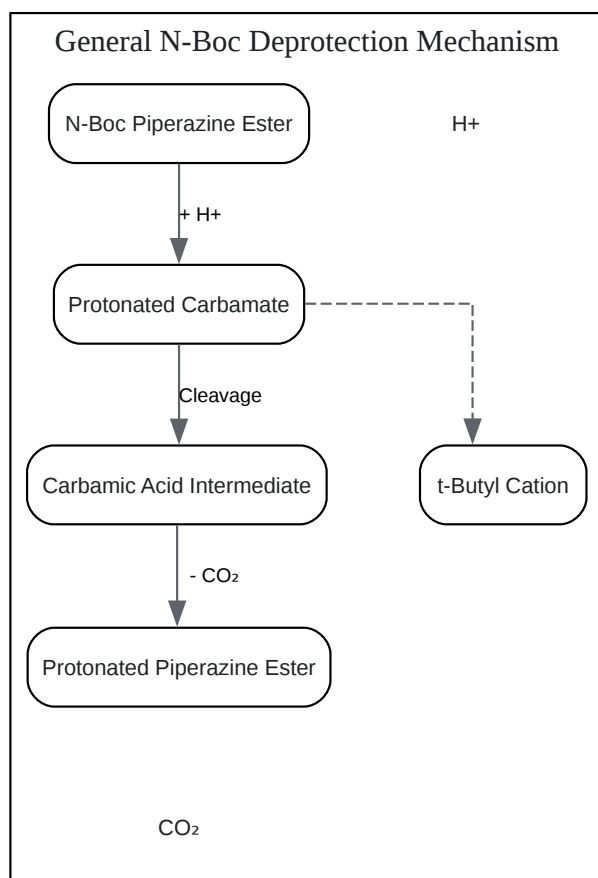 General N-Boc Deprotection Mechanism
N-Boc Piperazine Ester
H+
+ H+
Protonated Carbamate
Cleavage
Carbamic Acid Intermediate
t-Butyl Cation
- CO₂
Protonated Piperazine Ester
CO₂